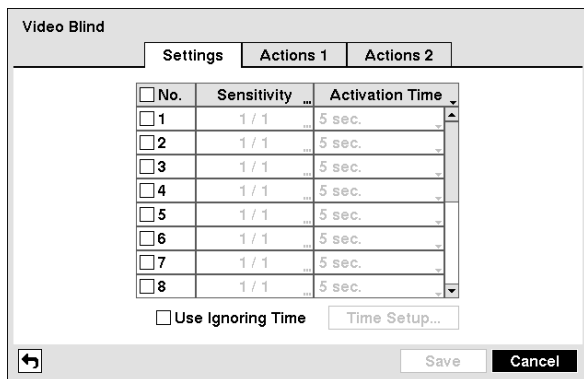 Video Blind
Settings Actions 1 Actions 2
No. Sensitivity ... Activation Time
1 1 / 1 ... 5 sec.
2 1 / 1 ... 5 sec.
3 1 / 1 ... 5 sec.
4 1 / 1 ... 5 sec.
5 1 / 1 ... 5 sec.
6 1 / 1 ... 5 sec.
7 1 / 1 ... 5 sec.
8 1 / 1 ... 5 sec.
Use Ignoring Time Time Setup...
Save Cancel